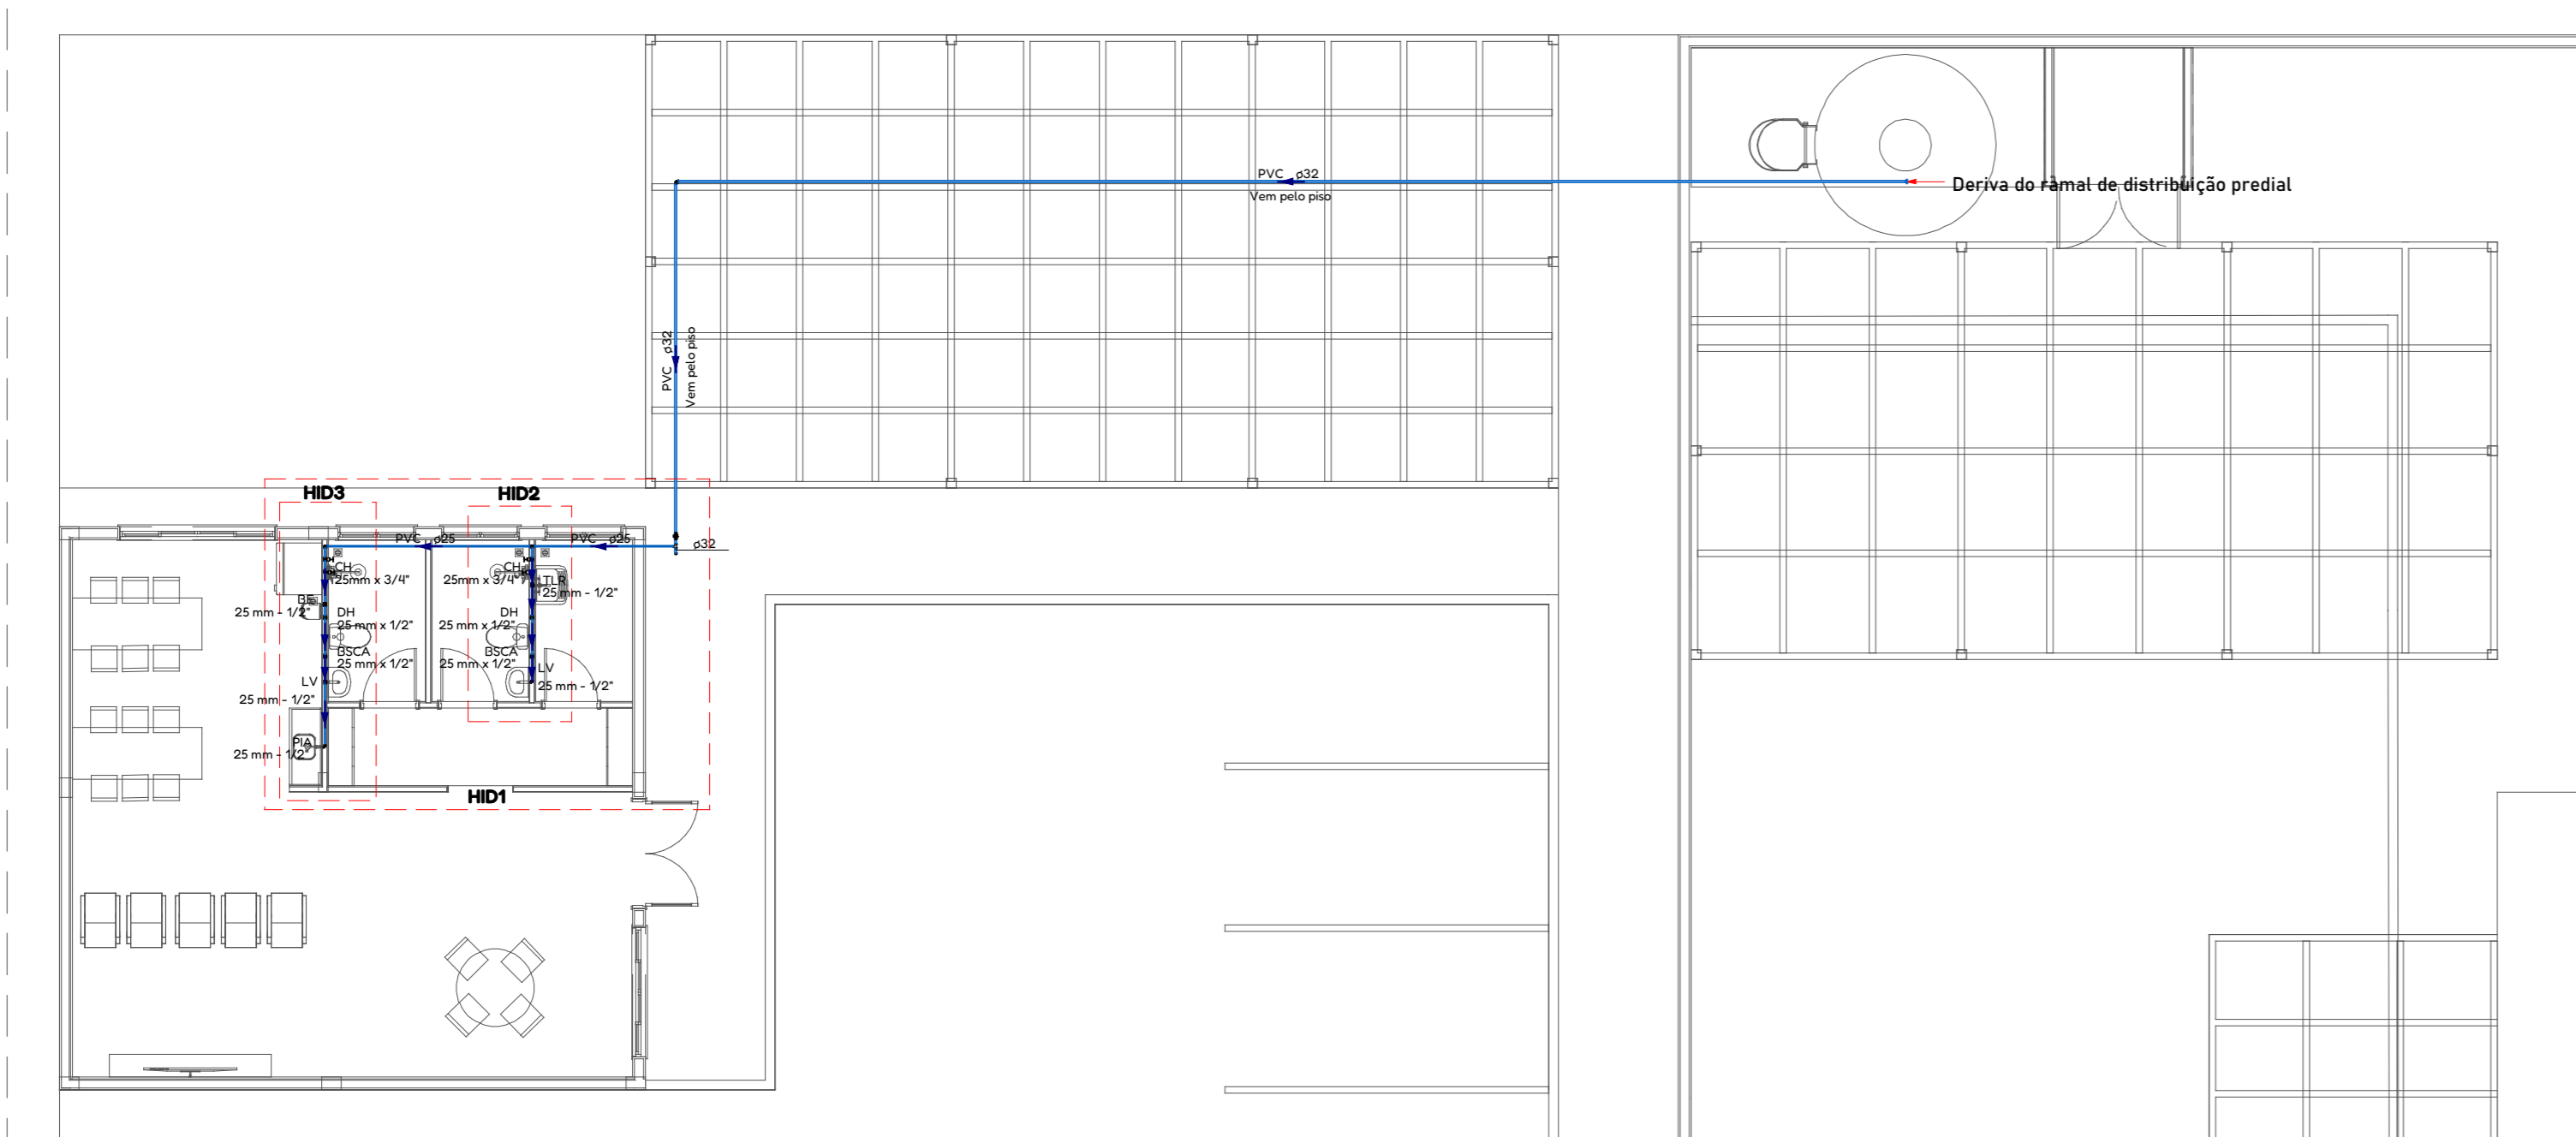 PVC ø32
Vem pelo piso
Deriva do ramal de distribuição predial
PVC ø32
Vem pelo piso
HID3
HID2
PVC ø25
PVC ø25
ø32
CH
25mm x 3/4"
CH
25mm x 3/4"
TLR
25 mm - 1/2"
BE
25 mm - 1/2"
DH
25 mm x 1/2"
DH
25 mm x 1/2"
BSCA
25 mm x 1/2"
BSCA
25 mm x 1/2"
LV
25 mm - 1/2"
LV
25 mm - 1/2"
PIA
25 mm - 1/2"
HID1